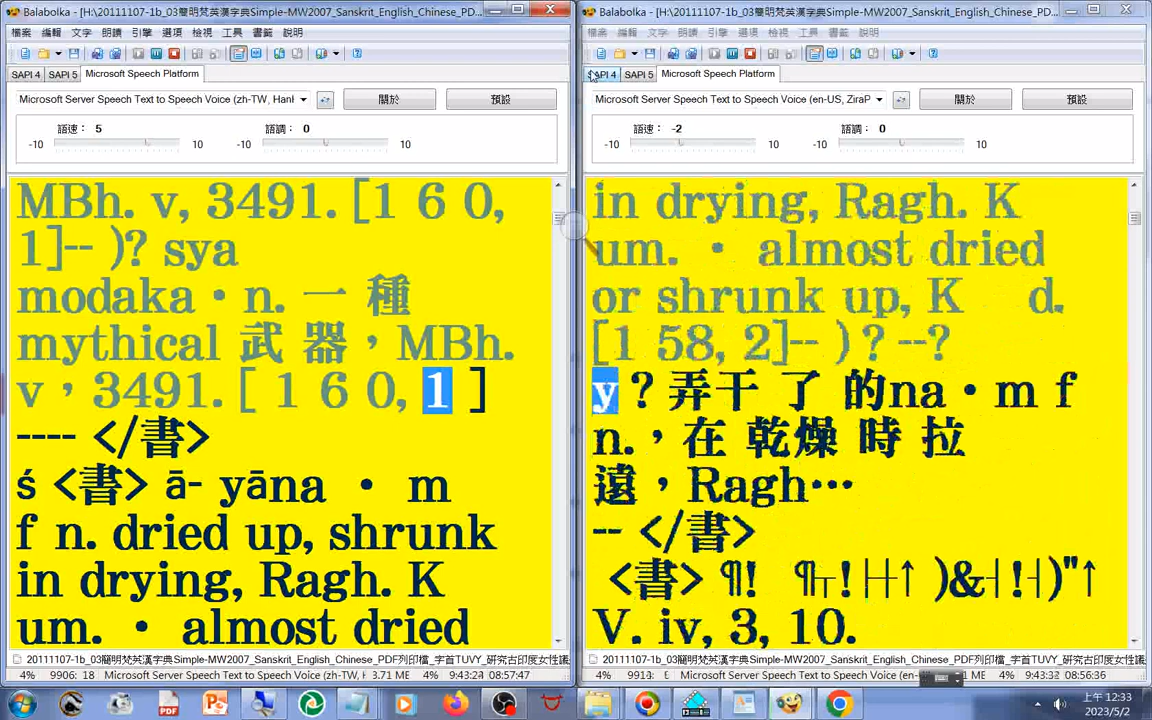 Balabolka - [H:\20111107-1b_03簡明梵英漢字典Simple-MW2007_Sanskrit_English_Chinese_PD...
檔案 編輯 文字 朗讀 引擎 選項 檢視 工具 書籤 說明
SAPI 4 SAPI 5 Microsoft Speech Platform
Microsoft Server Speech Text to Speech Voice (zh-TW, Hanl
關於 預設
語速： 5 語調： 0
-10 10 -10 10
MBh. v, 3491. [1 6 0,
1]-- )? sya
modaka・n. 一 種
mythical 武 器，MBh.
v，3491. [ 1 6 0, 1 ]
---- </書>
ś <書> ā- yāna ・ m
f n. dried up, shrunk
in drying, Ragh. K
um. ・ almost dried
20111107-1b_03簡明梵英漢字典Simple-MW2007_Sanskrit_English_Chinese_PDF列印檔_字首TUVY_研究古印度女性議
4% 9906: 18 Microsoft Server Speech Text to Speech Voice (zh-TW, H 3.71 ME 4% 9:43:24 08:57:47
Balabolka - [H:\20111107-1b_03簡明梵英漢字典Simple-MW2007_Sanskrit_English_Chinese_PDF...
檔案 編輯 文字 朗讀 引擎 選項 檢視 工具 書籤 說明
SAPI 4 SAPI 5 Microsoft Speech Platform
Microsoft Server Speech Text to Speech Voice (en-US, ZiraP
關於 預設
語速： -2 語調： 0
-10 10 -10 10
in drying, Ragh. K
um. ・ almost dried
or shrunk up, K d.
[1 58, 2]-- ) ? --?
y ? 弄干 了 的na・m f
n.，在 乾燥 時 拉
遠，Ragh…
-- </書>
<書> ¶! ¶┬!├┼↑ )&┤!┤)"↑
V. iv, 3, 10.
20111107-1b_03簡明梵英漢字典Simple-MW2007_Sanskrit_English_Chinese_PDF列印檔_字首TUVY_研究古印度女性議
4% 9911: Microsoft Server Speech Text to Speech Voice (en-US ME 4% 9:43:32 08:56:36
上午 12:33
2023/5/2